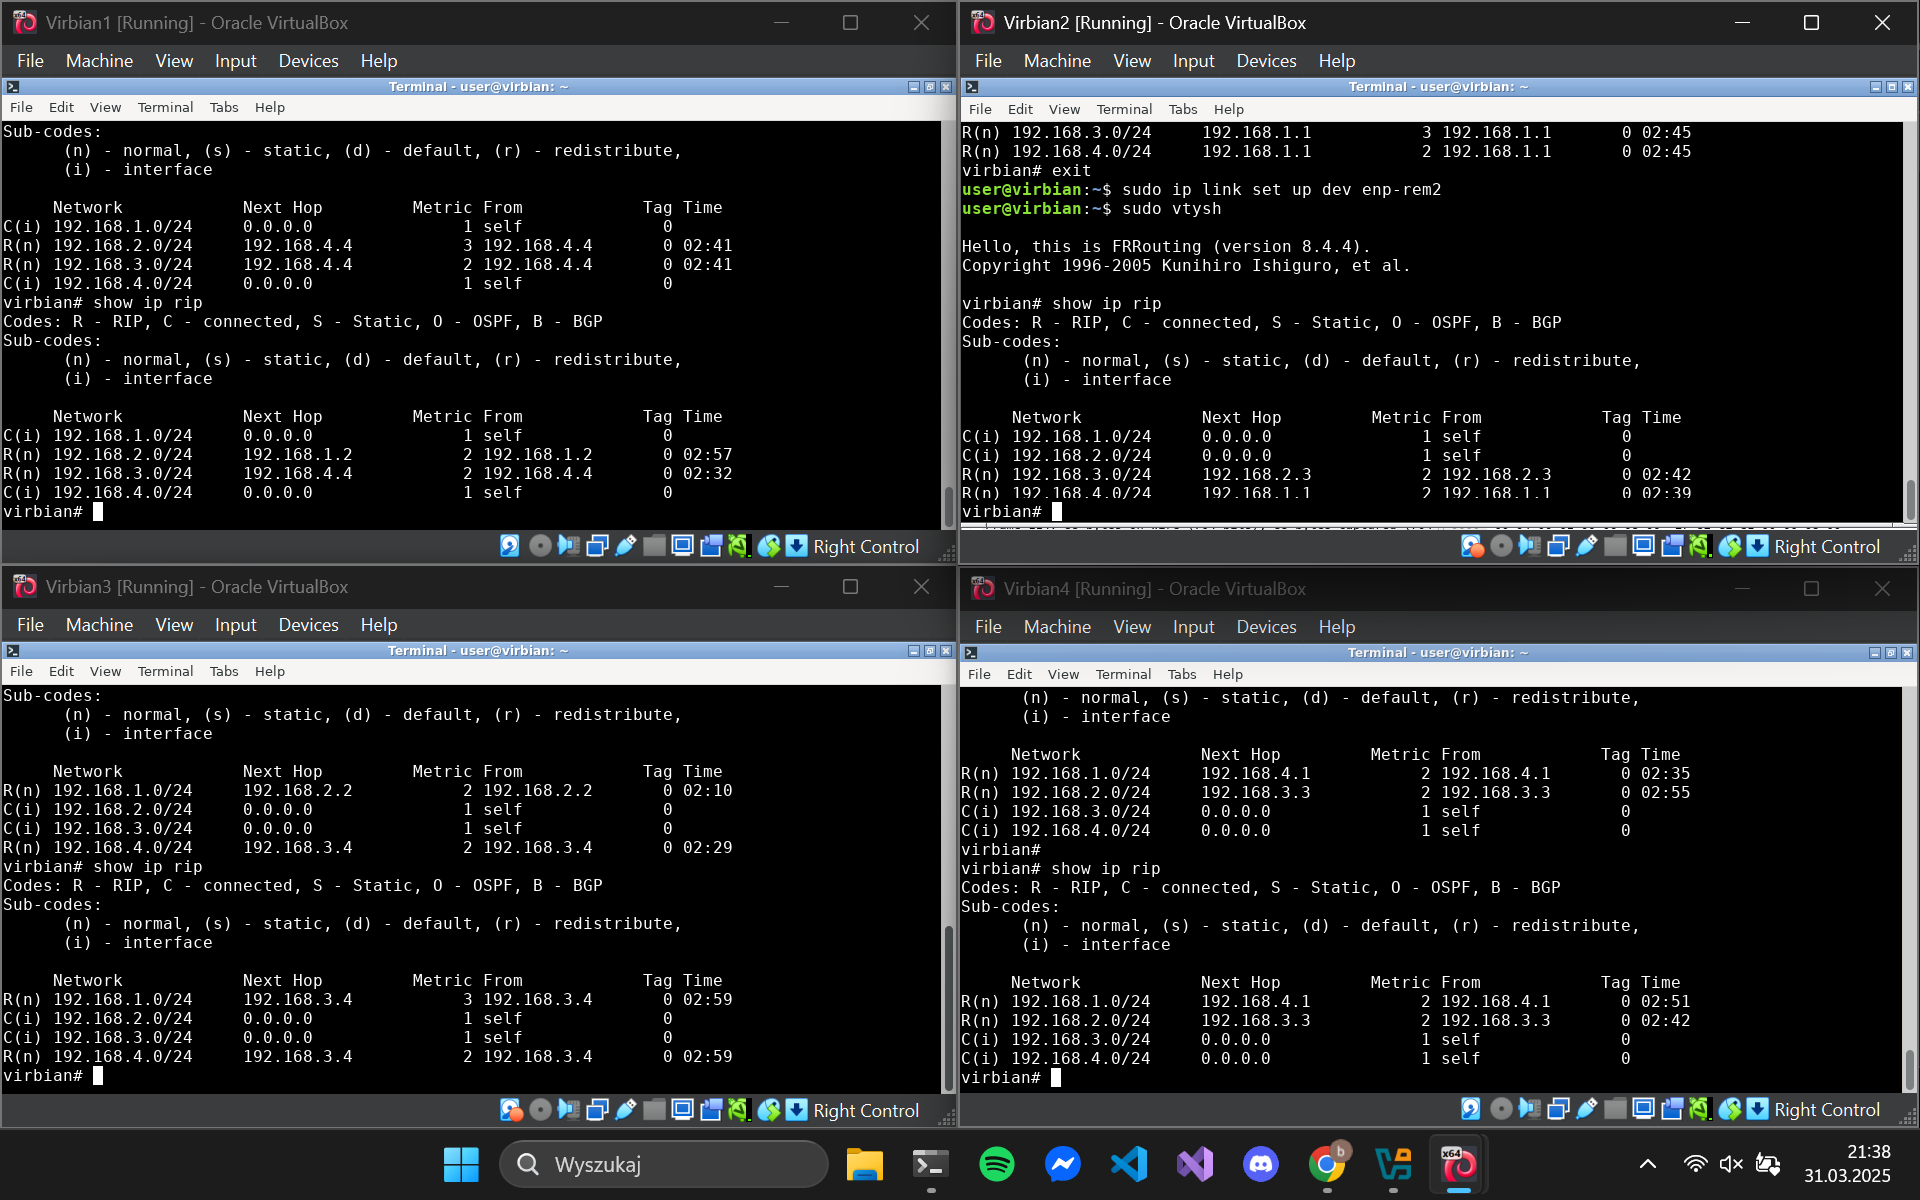 Virbian1 [Running] - Oracle VirtualBox
File Machine View Input Devices Help
Terminal - user@virbian: ~
File Edit View Terminal Tabs Help
Sub-codes:
      (n) - normal, (s) - static, (d) - default, (r) - redistribute,
      (i) - interface
     Network            Next Hop         Metric From            Tag Time
C(i) 192.168.1.0/24     0.0.0.0               1 self              0
R(n) 192.168.2.0/24     192.168.4.4           3 192.168.4.4       0 02:41
R(n) 192.168.3.0/24     192.168.4.4           2 192.168.4.4       0 02:41
C(i) 192.168.4.0/24     0.0.0.0               1 self              0
virbian# show ip rip
Codes: R - RIP, C - connected, S - Static, O - OSPF, B - BGP
Sub-codes:
      (n) - normal, (s) - static, (d) - default, (r) - redistribute,
      (i) - interface
     Network            Next Hop         Metric From            Tag Time
C(i) 192.168.1.0/24     0.0.0.0               1 self              0
R(n) 192.168.2.0/24     192.168.1.2           2 192.168.1.2       0 02:57
R(n) 192.168.3.0/24     192.168.4.4           2 192.168.4.4       0 02:32
C(i) 192.168.4.0/24     0.0.0.0               1 self              0
virbian#
Right Control
Virbian2 [Running] - Oracle VirtualBox
File Machine View Input Devices Help
Terminal - user@virbian: ~
File Edit View Terminal Tabs Help
R(n) 192.168.3.0/24     192.168.1.1           3 192.168.1.1       0 02:45
R(n) 192.168.4.0/24     192.168.1.1           2 192.168.1.1       0 02:45
virbian# exit
user@virbian:~$ sudo ip link set up dev enp-rem2
user@virbian:~$ sudo vtysh
Hello, this is FRRouting (version 8.4.4).
Copyright 1996-2005 Kunihiro Ishiguro, et al.
virbian# show ip rip
Codes: R - RIP, C - connected, S - Static, O - OSPF, B - BGP
Sub-codes:
      (n) - normal, (s) - static, (d) - default, (r) - redistribute,
      (i) - interface
     Network            Next Hop         Metric From            Tag Time
C(i) 192.168.1.0/24     0.0.0.0               1 self              0
C(i) 192.168.2.0/24     0.0.0.0               1 self              0
R(n) 192.168.3.0/24     192.168.2.3           2 192.168.2.3       0 02:42
R(n) 192.168.4.0/24     192.168.1.1           2 192.168.1.1       0 02:39
virbian#
Right Control
Virbian3 [Running] - Oracle VirtualBox
File Machine View Input Devices Help
Terminal - user@virbian: ~
File Edit View Terminal Tabs Help
Sub-codes:
      (n) - normal, (s) - static, (d) - default, (r) - redistribute,
      (i) - interface
     Network            Next Hop         Metric From            Tag Time
R(n) 192.168.1.0/24     192.168.2.2           2 192.168.2.2       0 02:10
C(i) 192.168.2.0/24     0.0.0.0               1 self              0
C(i) 192.168.3.0/24     0.0.0.0               1 self              0
R(n) 192.168.4.0/24     192.168.3.4           2 192.168.3.4       0 02:29
virbian# show ip rip
Codes: R - RIP, C - connected, S - Static, O - OSPF, B - BGP
Sub-codes:
      (n) - normal, (s) - static, (d) - default, (r) - redistribute,
      (i) - interface
     Network            Next Hop         Metric From            Tag Time
R(n) 192.168.1.0/24     192.168.3.4           3 192.168.3.4       0 02:59
C(i) 192.168.2.0/24     0.0.0.0               1 self              0
C(i) 192.168.3.0/24     0.0.0.0               1 self              0
R(n) 192.168.4.0/24     192.168.3.4           2 192.168.3.4       0 02:59
virbian#
Right Control
Virbian4 [Running] - Oracle VirtualBox
File Machine View Input Devices Help
Terminal - user@virbian: ~
File Edit View Terminal Tabs Help
      (n) - normal, (s) - static, (d) - default, (r) - redistribute,
      (i) - interface
     Network            Next Hop         Metric From            Tag Time
R(n) 192.168.1.0/24     192.168.4.1           2 192.168.4.1       0 02:35
R(n) 192.168.2.0/24     192.168.3.3           2 192.168.3.3       0 02:55
C(i) 192.168.3.0/24     0.0.0.0               1 self              0
C(i) 192.168.4.0/24     0.0.0.0               1 self              0
virbian#
virbian# show ip rip
Codes: R - RIP, C - connected, S - Static, O - OSPF, B - BGP
Sub-codes:
      (n) - normal, (s) - static, (d) - default, (r) - redistribute,
      (i) - interface
     Network            Next Hop         Metric From            Tag Time
R(n) 192.168.1.0/24     192.168.4.1           2 192.168.4.1       0 02:51
R(n) 192.168.2.0/24     192.168.3.3           2 192.168.3.3       0 02:42
C(i) 192.168.3.0/24     0.0.0.0               1 self              0
C(i) 192.168.4.0/24     0.0.0.0               1 self              0
virbian#
Right Control
Wyszukaj
b
x64
21:38
31.03.2025